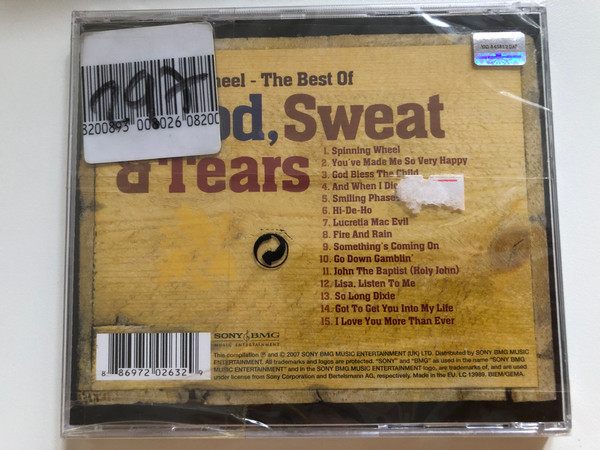 197
8200893 000026 08200
heel - The Best Of
od, Sweat
& Tears
1. Spinning Wheel
2. You've Made Me So Very Happy
3. God Bless The Child
4. And When I Die
5. Smiling Phases
6. Hi-De-Ho
7. Lucretia Mac Evil
8. Fire And Rain
9. Something's Coming On
10. Go Down Gamblin'
11. John The Baptist (Holy John)
12. Lisa, Listen To Me
13. So Long Dixie
14. Got To Get You Into My Life
15. I Love You More Than Ever
SONY BMG
MUSIC ENTERTAINMENT
8 86972 02632 9
This compilation ℗ and © 2007 SONY BMG MUSIC ENTERTAINMENT (UK) LTD. Distributed by SONY BMG MUSIC
ENTERTAINMENT. All trademarks and logos are protected. "SONY" and "BMG" as used in the name "SONY BMG
MUSIC ENTERTAINMENT" and in the SONY BMG MUSIC ENTERTAINMENT logo, are trademarks of, and are used
under license from Sony Corporation and Bertelsmann AG, respectively. Made in the EU. LC 13989. BIEM/GEMA.